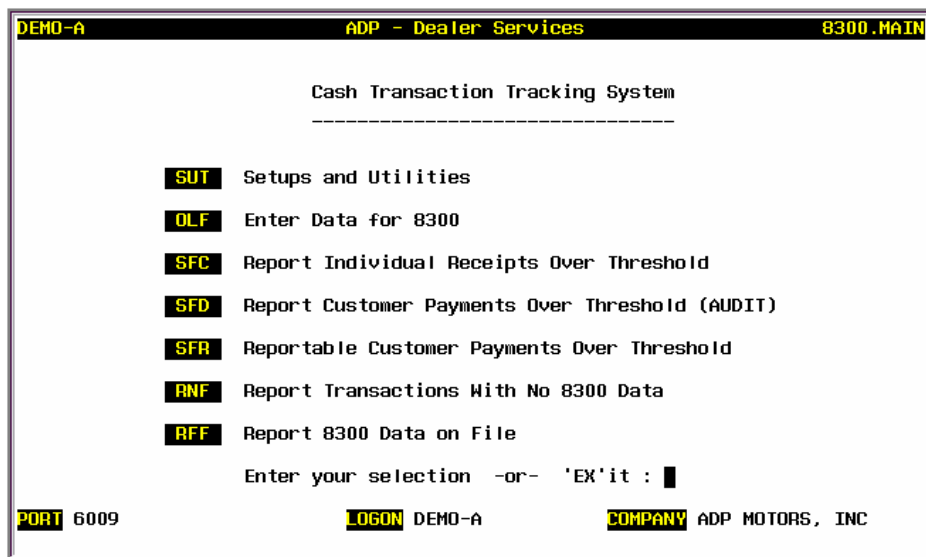 DEMO-A ADP - Dealer Services 8300.MAIN
Cash Transaction Tracking System
--------------------------------
SUT Setups and Utilities
OLF Enter Data for 8300
SFC Report Individual Receipts Over Threshold
SFD Report Customer Payments Over Threshold (AUDIT)
SFR Reportable Customer Payments Over Threshold
RNF Report Transactions With No 8300 Data
RFF Report 8300 Data on File
Enter your selection -or- 'EX'it :
PORT 6009 LOGON DEMO-A COMPANY ADP MOTORS, INC